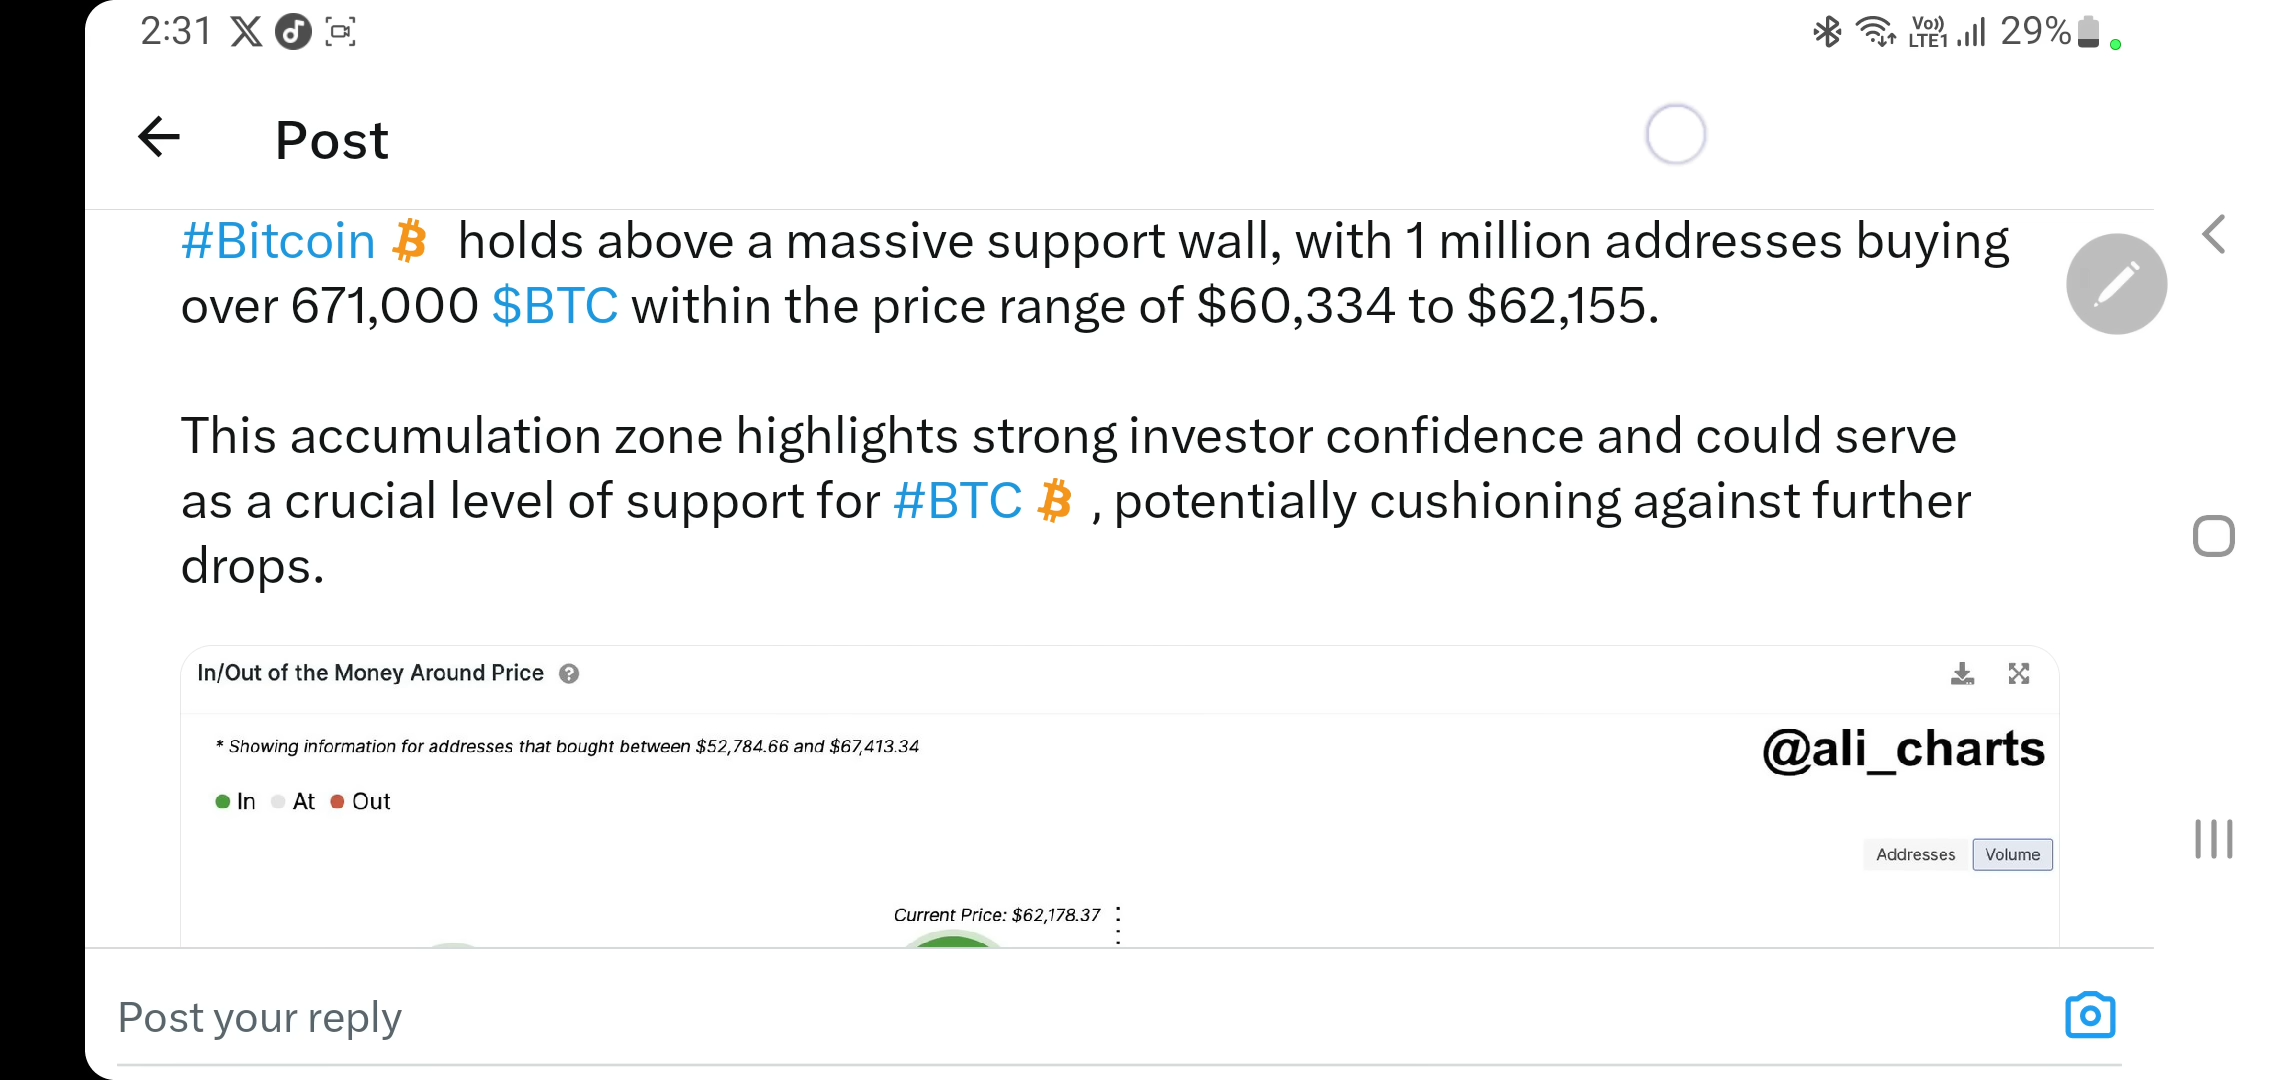 2:31
Vo)) LTE1 29%
Post
#Bitcoin holds above a massive support wall, with 1 million addresses buying
over 671,000 $BTC within the price range of $60,334 to $62,155.
This accumulation zone highlights strong investor confidence and could serve
as a crucial level of support for #BTC , potentially cushioning against further
drops.
In/Out of the Money Around Price ?
* Showing information for addresses that bought between $52,784.66 and $67,413.34
@ali_charts
In At Out
Addresses Volume
Current Price: $62,178.37
Post your reply